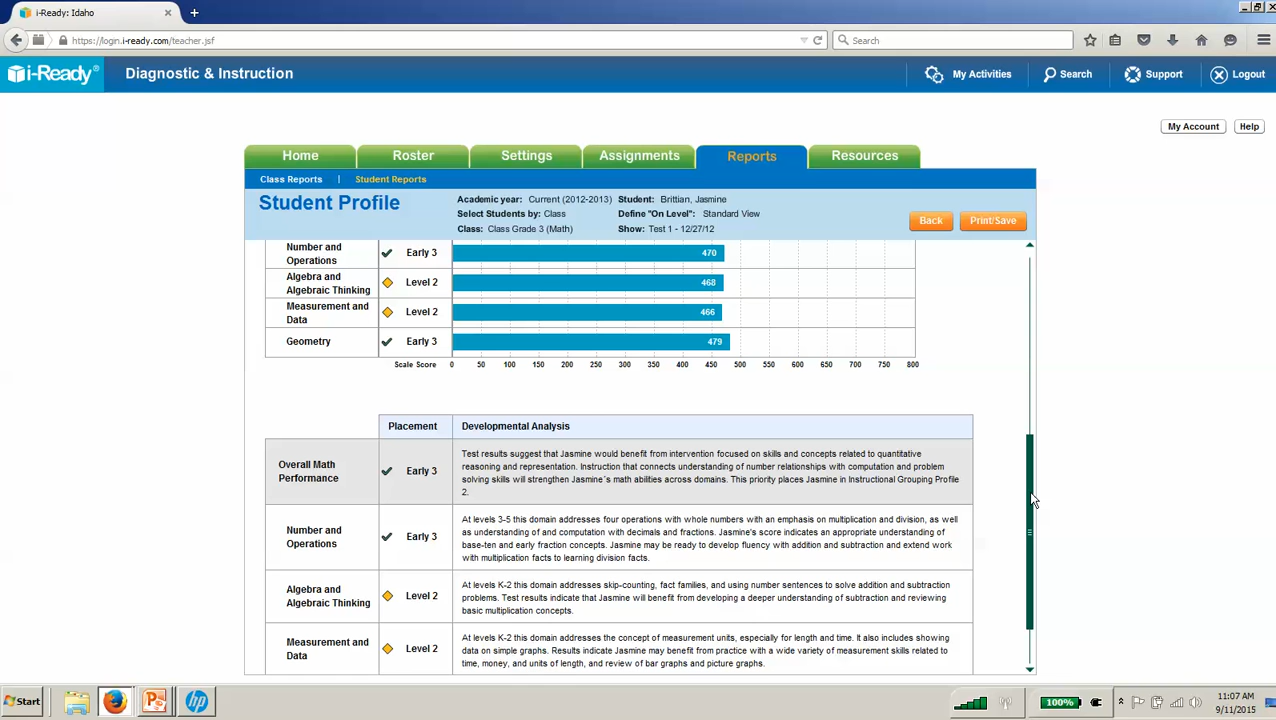 i-Ready: Idaho
https://login.i-ready.com/teacher.jsf
Search
i-Ready®
Diagnostic & Instruction
My Activities
Search
Support
Logout
My Account
Help
Home
Roster
Settings
Assignments
Reports
Resources
Class Reports
Student Reports
Student Profile
Academic year: Current (2012-2013)
Student: Brittian, Jasmine
Select Students by: Class
Define "On Level": Standard View
Class: Class Grade 3 (Math)
Show: Test 1 - 12/27/12
Back
Print/Save
Number and
Operations
Early 3
470
Algebra and
Algebraic Thinking
Level 2
468
Measurement and
Data
Level 2
466
Geometry
Early 3
479
Scale Score
0 50 100 150 200 250 300 350 400 450 500 550 600 650 700 750 800
Placement
Developmental Analysis
Overall Math
Performance
Early 3
Test results suggest that Jasmine would benefit from intervention focused on skills and concepts related to quantitative
reasoning and representation. Instruction that connects understanding of number relationships with computation and problem
solving skills will strengthen Jasmine´s math abilities across domains. This priority places Jasmine in Instructional Grouping Profile
2.
Number and
Operations
Early 3
At levels 3-5 this domain addresses four operations with whole numbers with an emphasis on multiplication and division, as well
as understanding of and computation with decimals and fractions. Jasmine's score indicates an appropriate understanding of
base-ten and early fraction concepts. Jasmine may be ready to develop fluency with addition and subtraction and extend work
with multiplication facts to learning division facts.
Algebra and
Algebraic Thinking
Level 2
At levels K-2 this domain addresses skip-counting, fact families, and using number sentences to solve addition and subtraction
problems. Test results indicate that Jasmine will benefit from developing a deeper understanding of subtraction and reviewing
basic multiplication concepts.
Measurement and
Data
Level 2
At levels K-2 this domain addresses the concept of measurement units, especially for length and time. It also includes showing
data on simple graphs. Results indicate Jasmine may benefit from practice with a wide variety of measurement skills related to
time, money, and units of length, and review of bar graphs and picture graphs.
Start
hp
100%
11:07 AM
9/11/2015